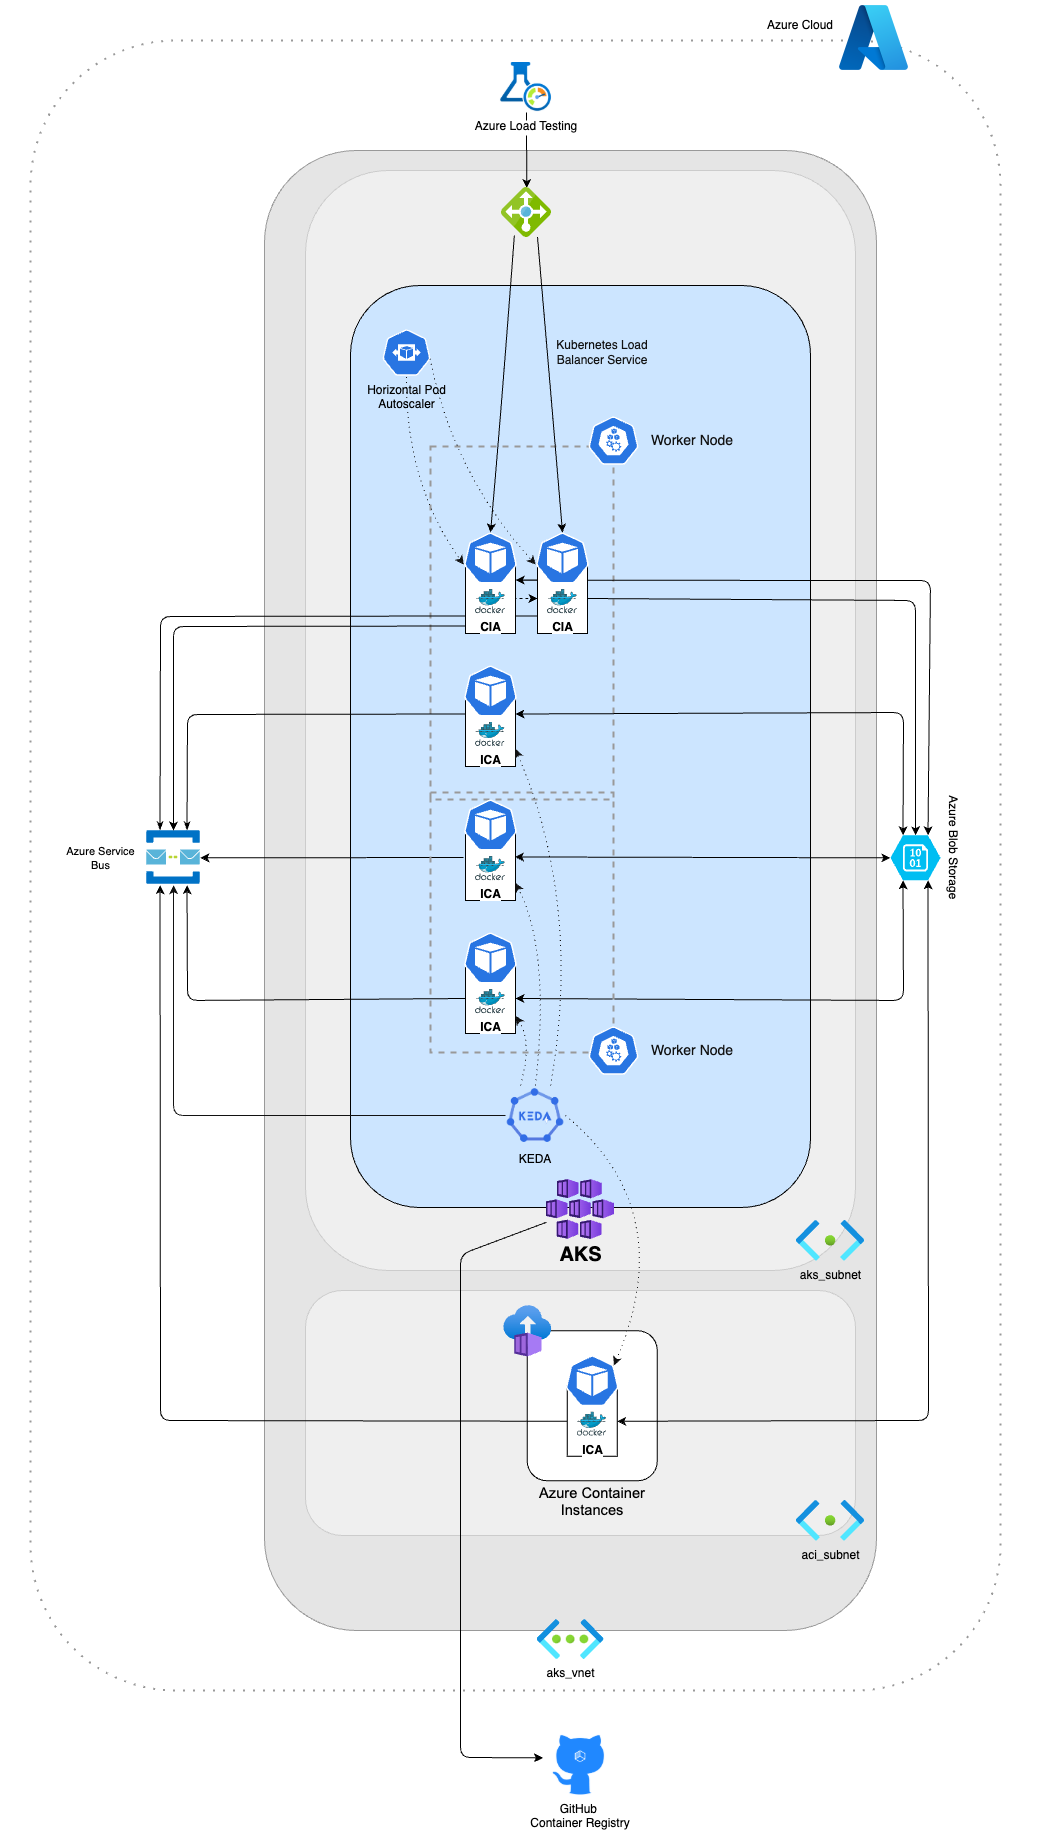 Azure Cloud
Azure Load Testing
Kubernetes Load
Balancer Service
Horizontal Pod
Autoscaler
Worker Node
docker
CIA
docker
CIA
docker
ICA
Azure Service
Bus
docker
ICA
10
01
Azure Blob Storage
docker
ICA
Worker Node
KEDA
KEDA
AKS
aks_subnet
docker
ICA
Azure Container
Instances
aci_subnet
aks_vnet
GitHub
Container Registry